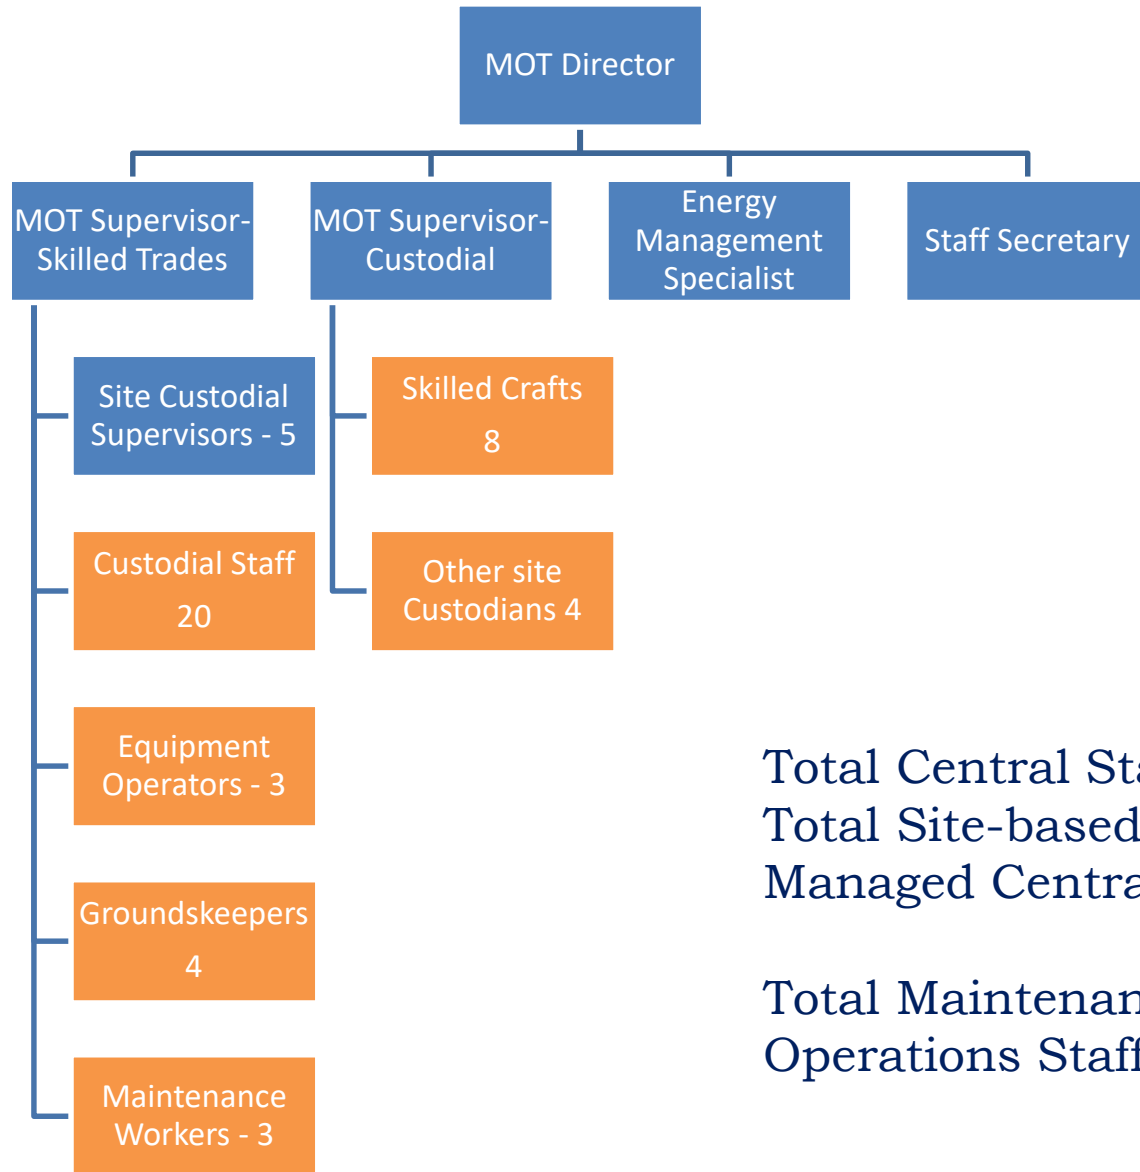 MOT Director
MOT Supervisor-
Skilled Trades
MOT Supervisor-
Custodial
Energy
Management
Specialist
Staff Secretary
Site Custodial
Supervisors - 5
Custodial Staff
20
Equipment
Operators - 3
Groundskeepers
4
Maintenance
Workers - 3
Skilled Crafts
8
Other site
Custodians 4
Total Central
Total Site-based
Managed
Total
Operations Staff